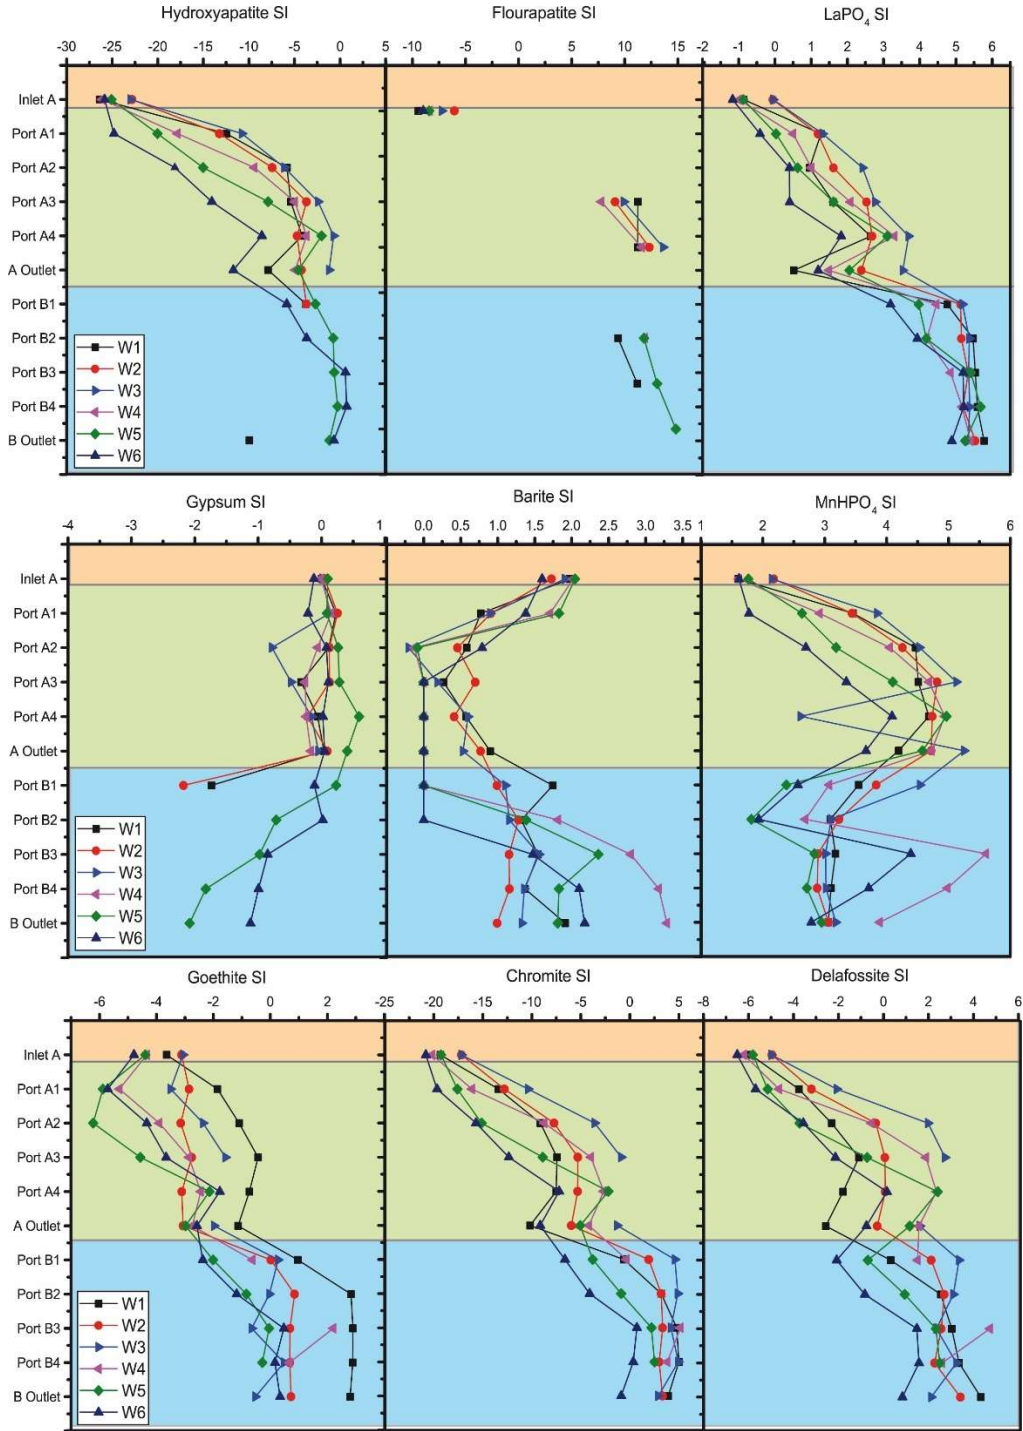 Hydroxyapatite SI Flourapatite SI LaPO₄ SI
-30 -25 -20 -15 -10 -5 0 5 -10 -5 0 5 10 15 -2 -1 0 1 2 3 4 5 6
Inlet A
Port A1
Port A2
Port A3
Port A4
A Outlet
Port B1
Port B2
Port B3
Port B4
B Outlet
W1
W2
W3
W4
W5
W6
Gypsum SI Barite SI MnHPO₄ SI
-4 -3 -2 -1 0 1 0.0 0.5 1.0 1.5 2.0 2.5 3.0 3.5 1 2 3 4 5 6
Inlet A
Port A1
Port A2
Port A3
Port A4
A Outlet
Port B1
Port B2
Port B3
Port B4
B Outlet
W1
W2
W3
W4
W5
W6
Goethite SI Chromite SI Delafossite SI
-6 -4 -2 0 2 -25 -20 -15 -10 -5 0 5 -8 -6 -4 -2 0 2 4 6
Inlet A
Port A1
Port A2
Port A3
Port A4
A Outlet
Port B1
Port B2
Port B3
Port B4
B Outlet
W1
W2
W3
W4
W5
W6